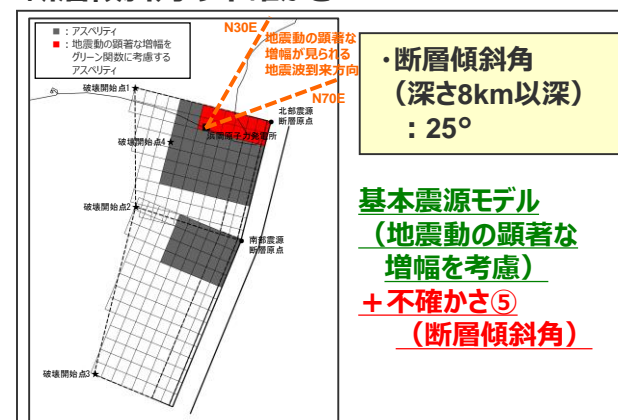 ■：アスペリティ
■：地震動の顕著な増幅を
グリーン関数に考慮する
アスペリティ
N30E
地震動の顕著な
増幅が見られる
地震波到来方向
N70E
破壊開始点1
北部震源
断層原点
浜岡原子力発電所
破壊開始点4
破壊開始点2
南部震源
断層原点
破壊開始点3
・断層傾斜角
（深さ8km以深）
：25°
基本震源モデル
（地震動の顕著な
増幅を考慮）
＋不確かさ⑤
（断層傾斜角）